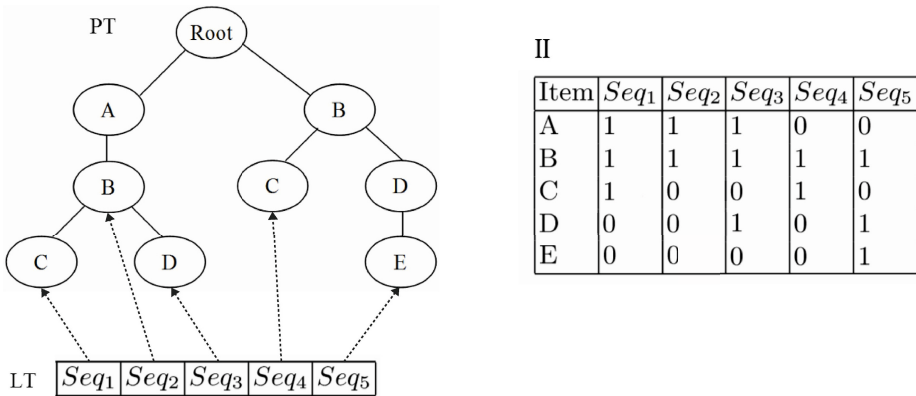 PT
Root
A
B
B
C
D
C
D
E
LT
Seq1 Seq2 Seq3 Seq4 Seq5
II
Item Seq1 Seq2 Seq3 Seq4 Seq5
A 1 1 1 0 0
B 1 1 1 1 1
C 1 0 0 1 0
D 0 0 1 0 1
E 0 0 0 0 1